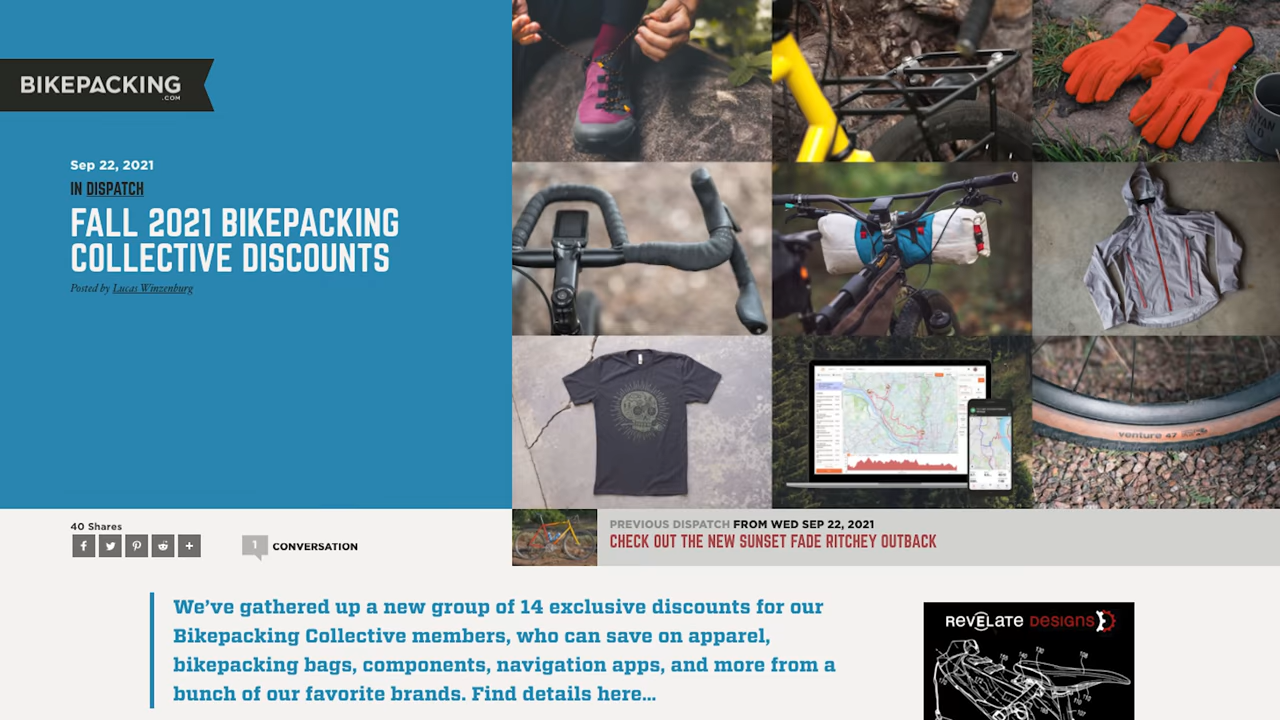 BIKEPACKING
.COM
Sep 22, 2021
IN DISPATCH
FALL 2021 BIKEPACKING
COLLECTIVE DISCOUNTS
Posted by Lucas Winzenburg
venture 47
40 Shares
1 CONVERSATION
PREVIOUS DISPATCH FROM WED SEP 22, 2021
CHECK OUT THE NEW SUNSET FADE RITCHEY OUTBACK
We’ve gathered up a new group of 14 exclusive discounts for our
Bikepacking Collective members, who can save on apparel,
bikepacking bags, components, navigation apps, and more from a
bunch of our favorite brands. Find details here...
REVELATE DESIGNS